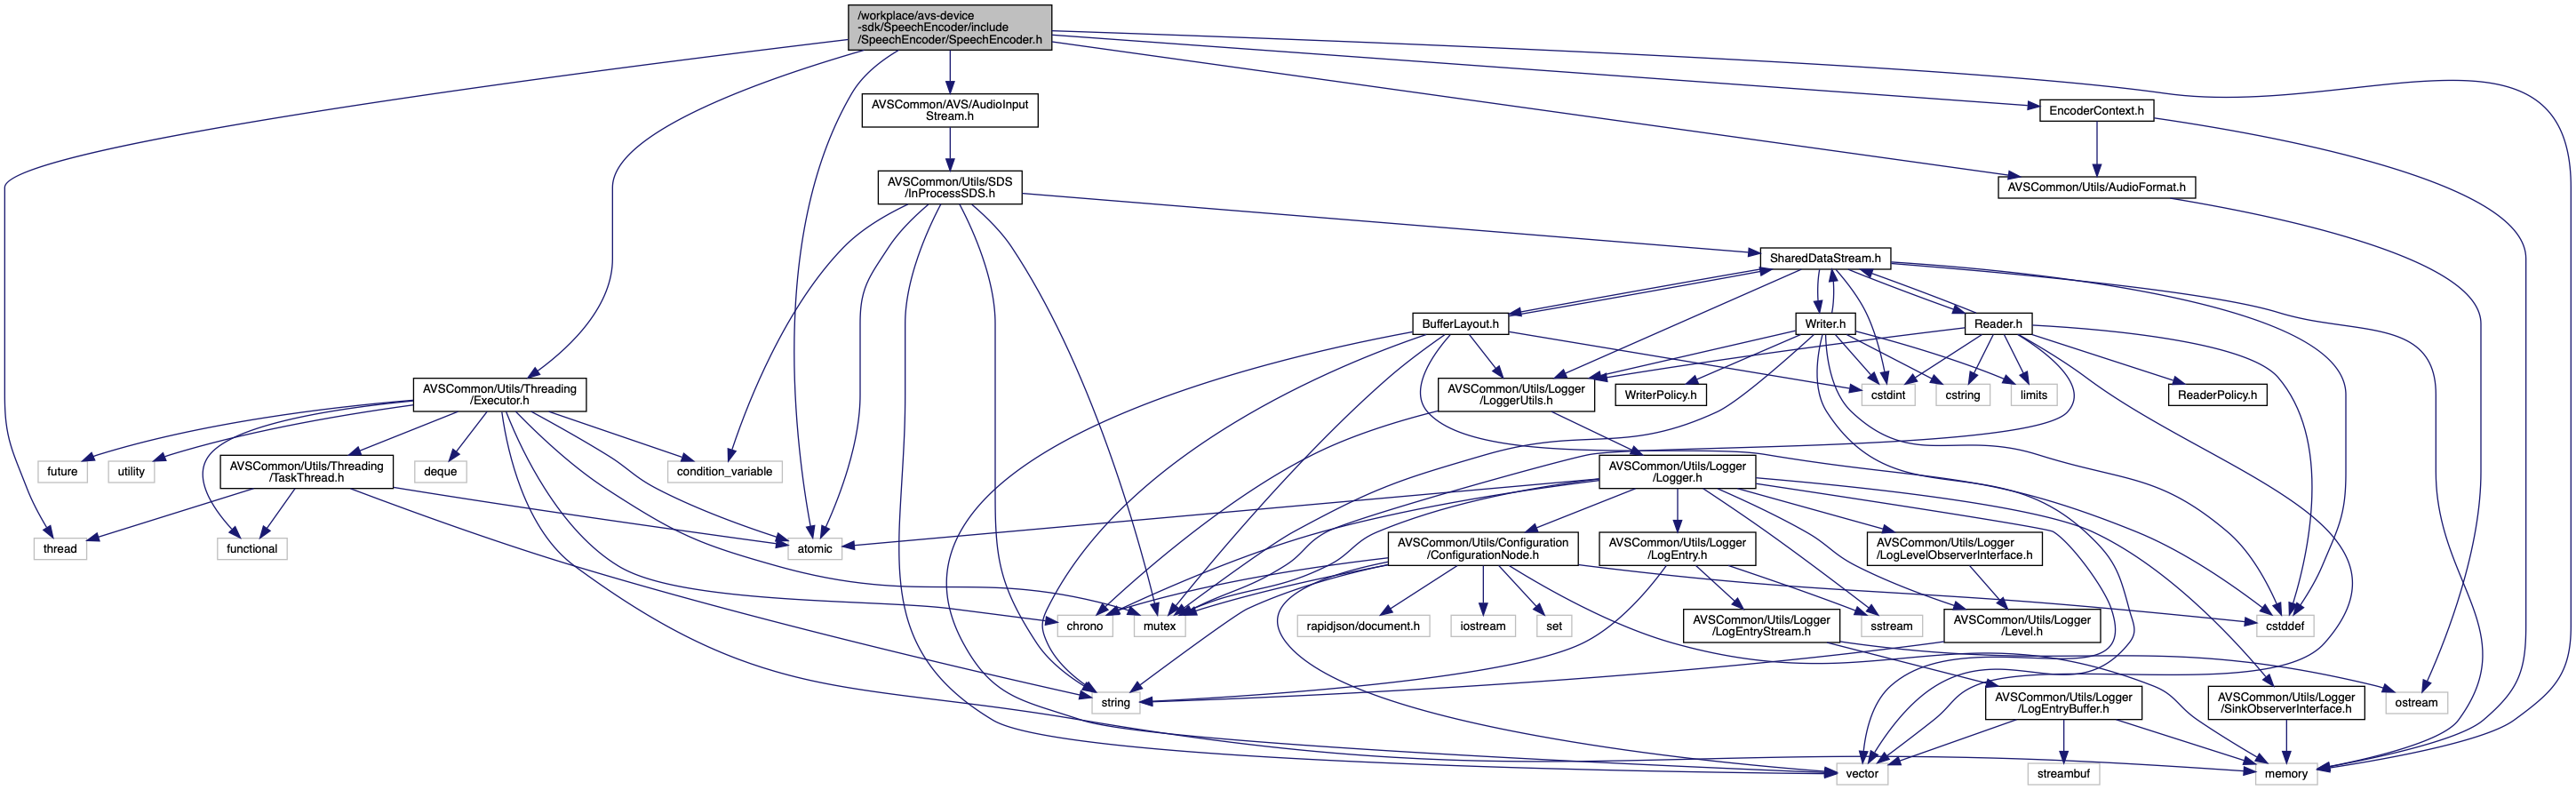 /workplace/avs-device
-sdk/SpeechEncoder/include
/SpeechEncoder/SpeechEncoder.h
AVSCommon/AVS/AudioInput
Stream.h
EncoderContext.h
AVSCommon/Utils/SDS
/InProcessSDS.h
AVSCommon/Utils/AudioFormat.h
SharedDataStream.h
BufferLayout.h
Writer.h
Reader.h
AVSCommon/Utils/Threading
/Executor.h
AVSCommon/Utils/Logger
/LoggerUtils.h
WriterPolicy.h
cstdint
cstring
limits
ReaderPolicy.h
future
utility
AVSCommon/Utils/Threading
/TaskThread.h
deque
condition_variable
AVSCommon/Utils/Logger
/Logger.h
thread
functional
atomic
AVSCommon/Utils/Configuration
/ConfigurationNode.h
AVSCommon/Utils/Logger
/LogEntry.h
AVSCommon/Utils/Logger
/LogLevelObserverInterface.h
chrono
mutex
rapidjson/document.h
iostream
set
AVSCommon/Utils/Logger
/LogEntryStream.h
sstream
AVSCommon/Utils/Logger
/Level.h
cstddef
string
AVSCommon/Utils/Logger
/LogEntryBuffer.h
AVSCommon/Utils/Logger
/SinkObserverInterface.h
ostream
vector
streambuf
memory